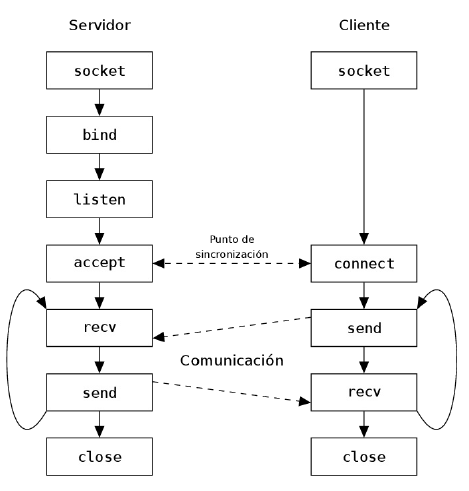 Servidor
Cliente
socket
socket
bind
listen
Punto de
sincronización
accept
connect
recv
send
Comunicación
send
recv
close
close